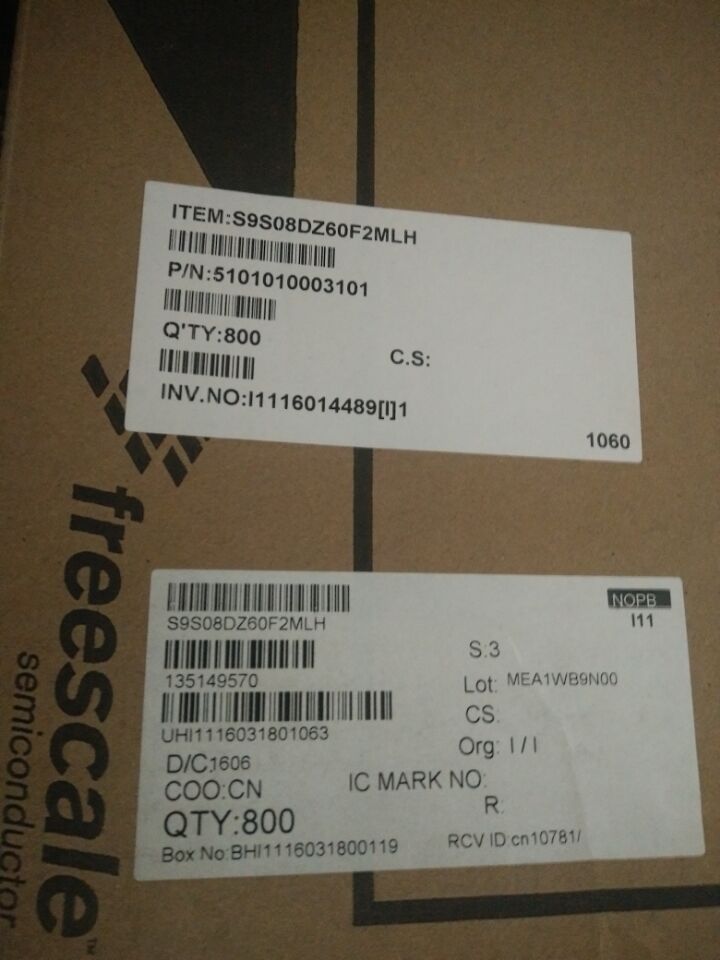 ITEM:S9S08DZ60F2MLH
P/N:5101010003101
Q'TY:800
C.S:
INV.NO:I1116014489[I]1
1060
freescale™
semiconductor
S9S08DZ60F2MLH
NOPB
I11
135149570
S:3
Lot: MEA1WB9N00
UHI1116031801063
CS:
D/C:1606
Org: I / I
COO:CN
IC MARK NO:
QTY:800
R:
Box No:BHI1116031800119
RCV ID:cn10781/